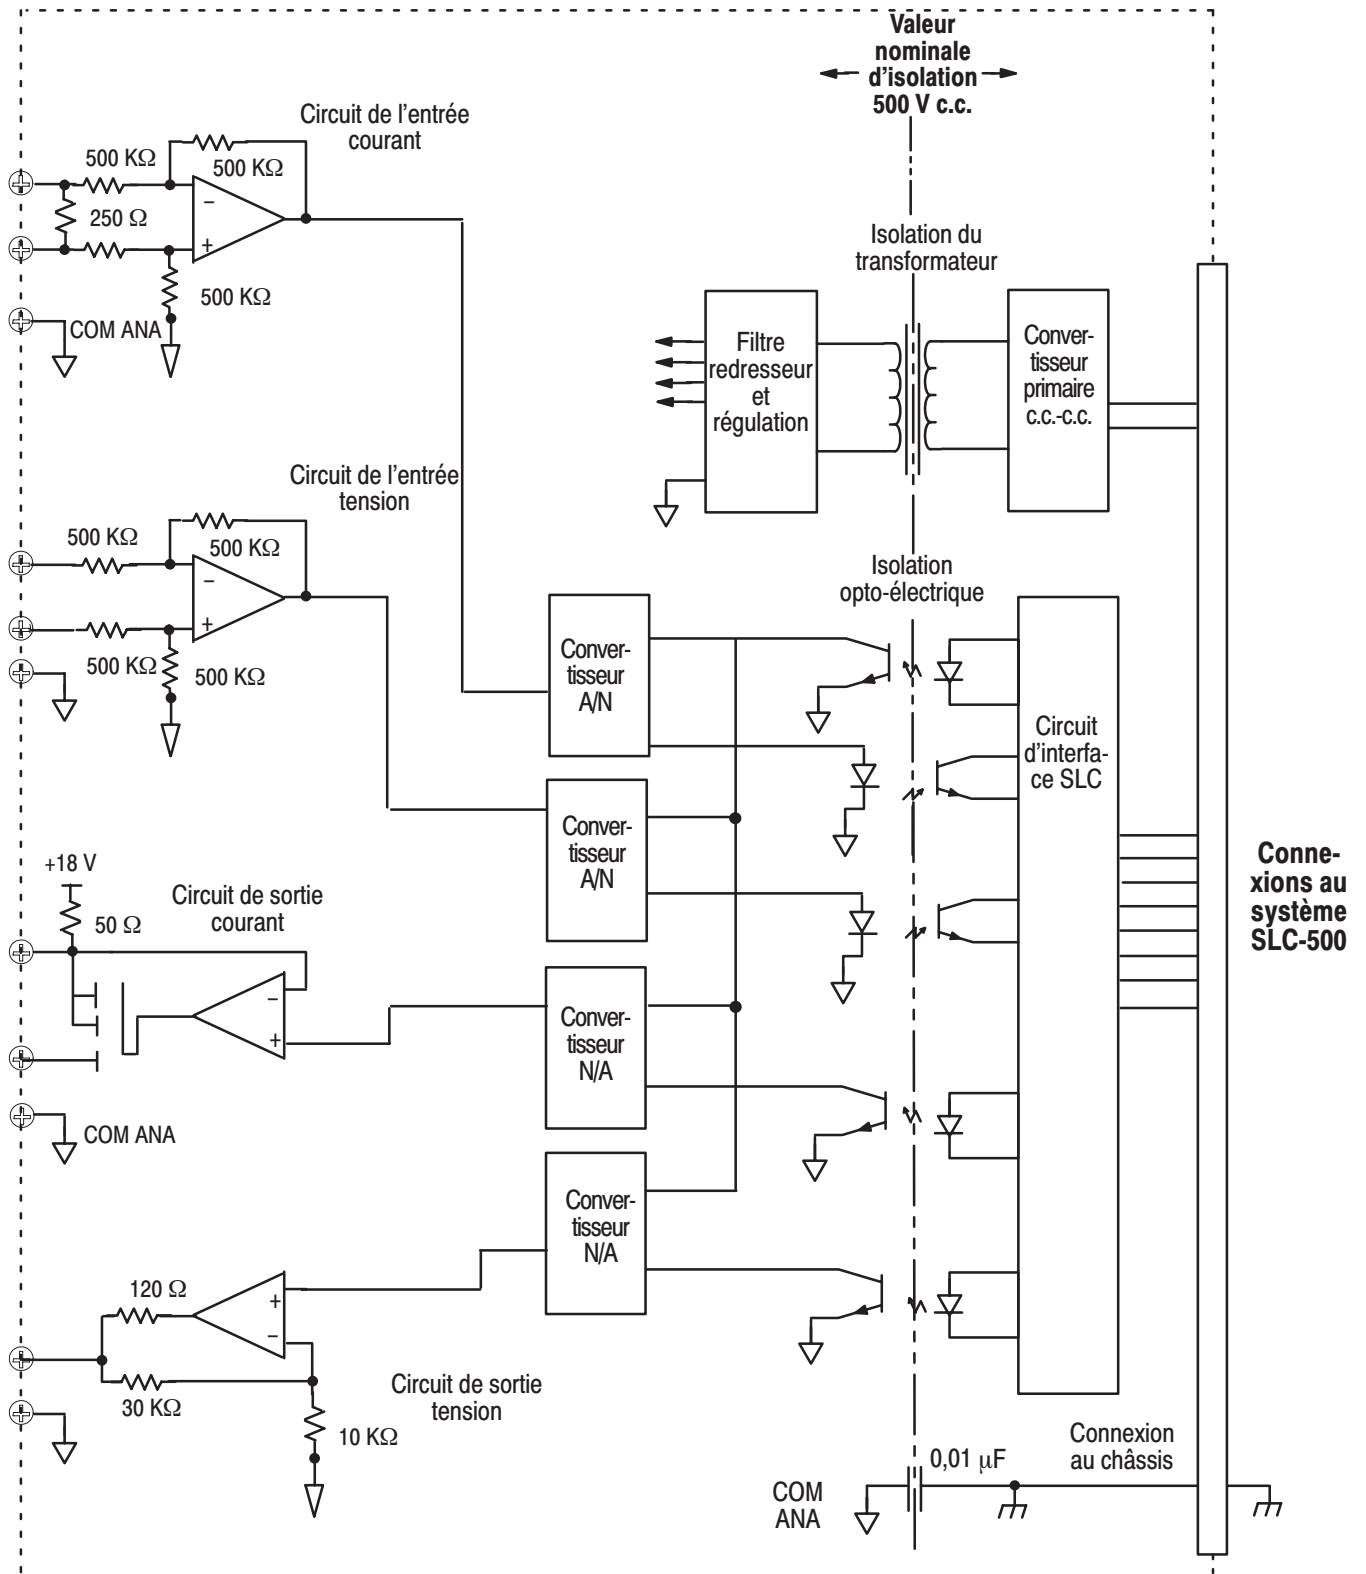 Valeur
nominale
d'isolation
500 V c.c.
Circuit de l'entrée
courant
500 KΩ
500 KΩ
–
250 Ω
+
500 KΩ
COM ANA
Isolation du
transformateur
Filtre
redresseur
et
régulation
Conver-
tisseur
primaire
c.c.-c.c.
Circuit de l'entrée
tension
500 KΩ
500 KΩ
–
+
500 KΩ
500 KΩ
Isolation
opto-électrique
Conver-
tisseur
A/N
Circuit
d'interfa-
ce SLC
Conver-
tisseur
A/N
+18 V
50 Ω
Circuit de sortie
courant
–
+
Conne-
xions au
système
SLC-500
Conver-
tisseur
N/A
COM ANA
Conver-
tisseur
N/A
120 Ω
+
–
30 KΩ
10 KΩ
Circuit de sortie
tension
COM
ANA
0,01 µF
Connexion
au châssis